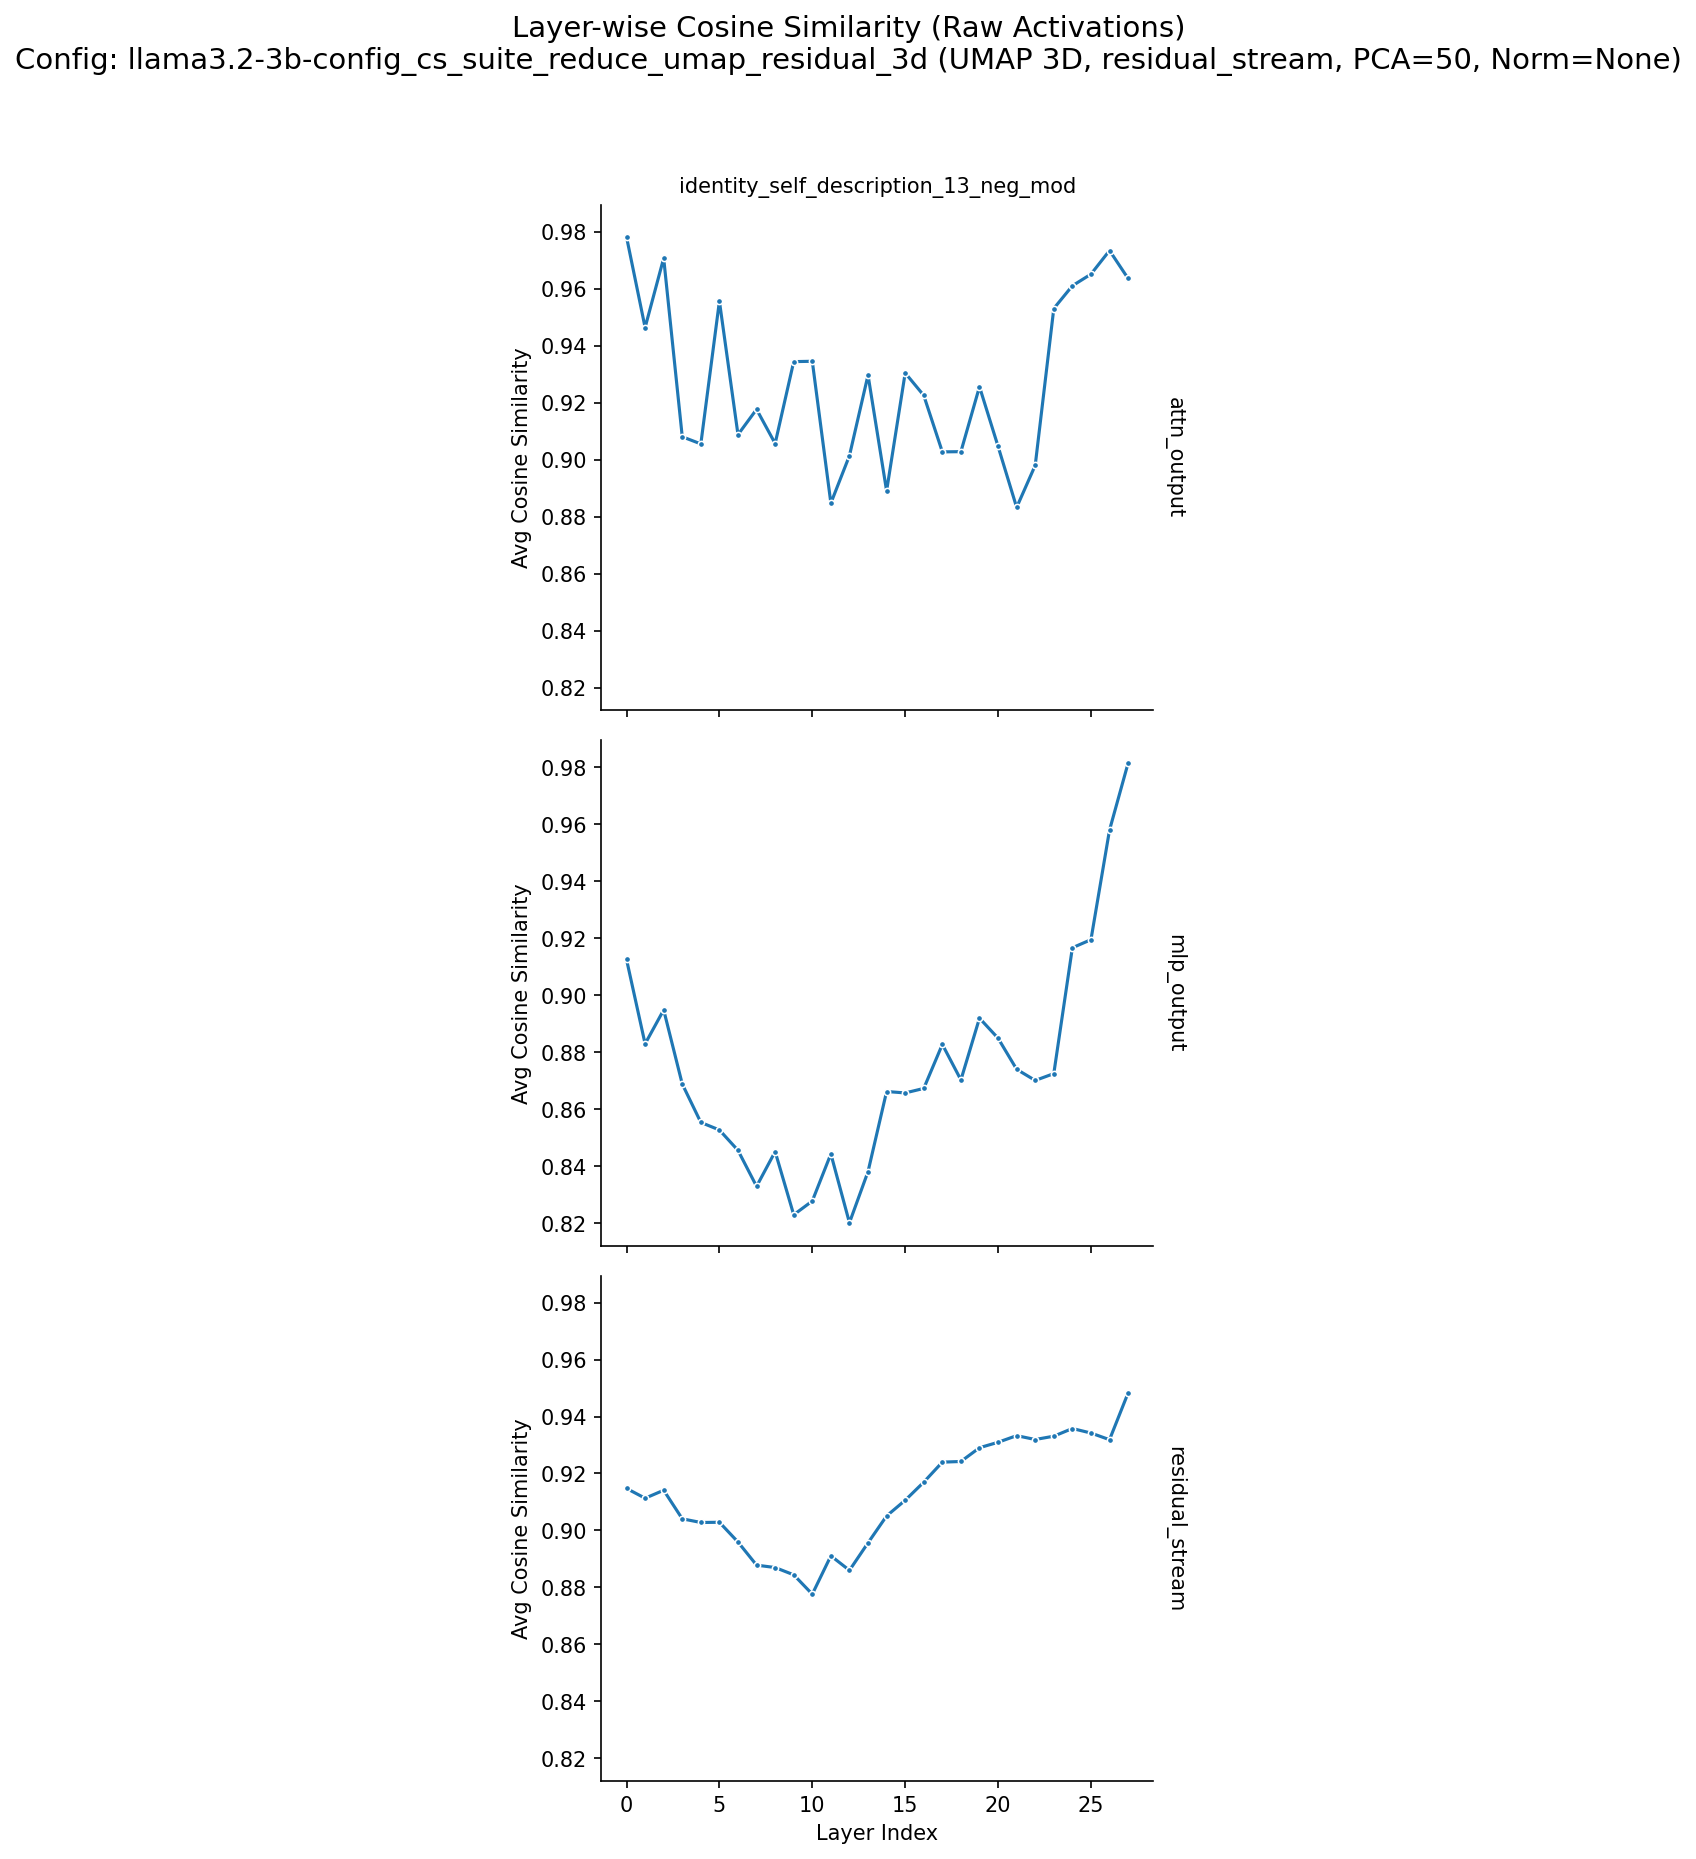 Layer-wise Cosine Similarity (Raw Activations)
Config: llama3.2-3b-config_cs_suite_reduce_umap_residual_3d (UMAP 3D, residual_stream, PCA=50, Norm=None)
identity_self_description_13_neg_mod
0.98
0.96
0.94
0.92
0.90
0.88
0.86
0.84
0.82
Avg Cosine Similarity
attn_output
0.98
0.96
0.94
0.92
0.90
0.88
0.86
0.84
0.82
Avg Cosine Similarity
mlp_output
0.98
0.96
0.94
0.92
0.90
0.88
0.86
0.84
0.82
Avg Cosine Similarity
residual_stream
0 5 10 15 20 25
Layer Index